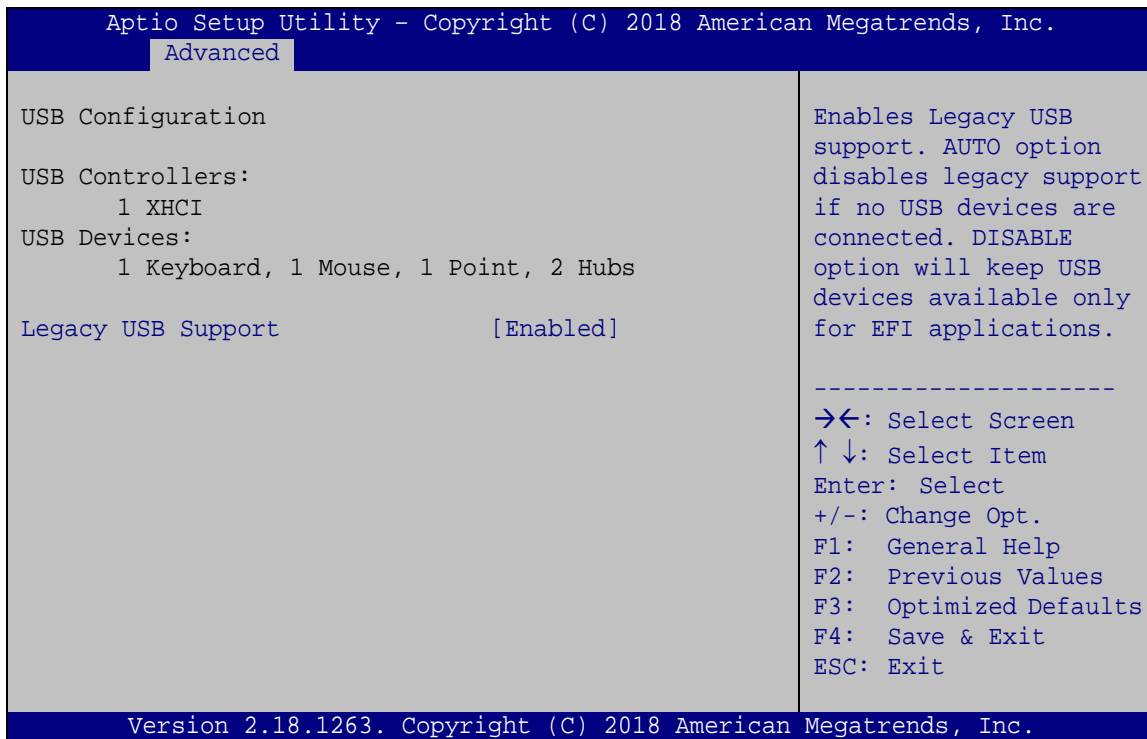 Aptio Setup Utility – Copyright (C) 2018 American Megatrends, Inc.
Advanced
USB Configuration
USB Controllers:
1 XHCI
USB Devices:
1 Keyboard, 1 Mouse, 1 Point, 2 Hubs
Legacy USB Support [Enabled]
Enables Legacy USB
support. AUTO option
disables legacy support
if no USB devices are
connected. DISABLE
option will keep USB
devices available only
for EFI applications.
---------------------
→←: Select Screen
↑ ↓: Select Item
Enter: Select
+/-: Change Opt.
F1: General Help
F2: Previous Values
F3: Optimized Defaults
F4: Save & Exit
ESC: Exit
Version 2.18.1263. Copyright (C) 2018 American Megatrends, Inc.